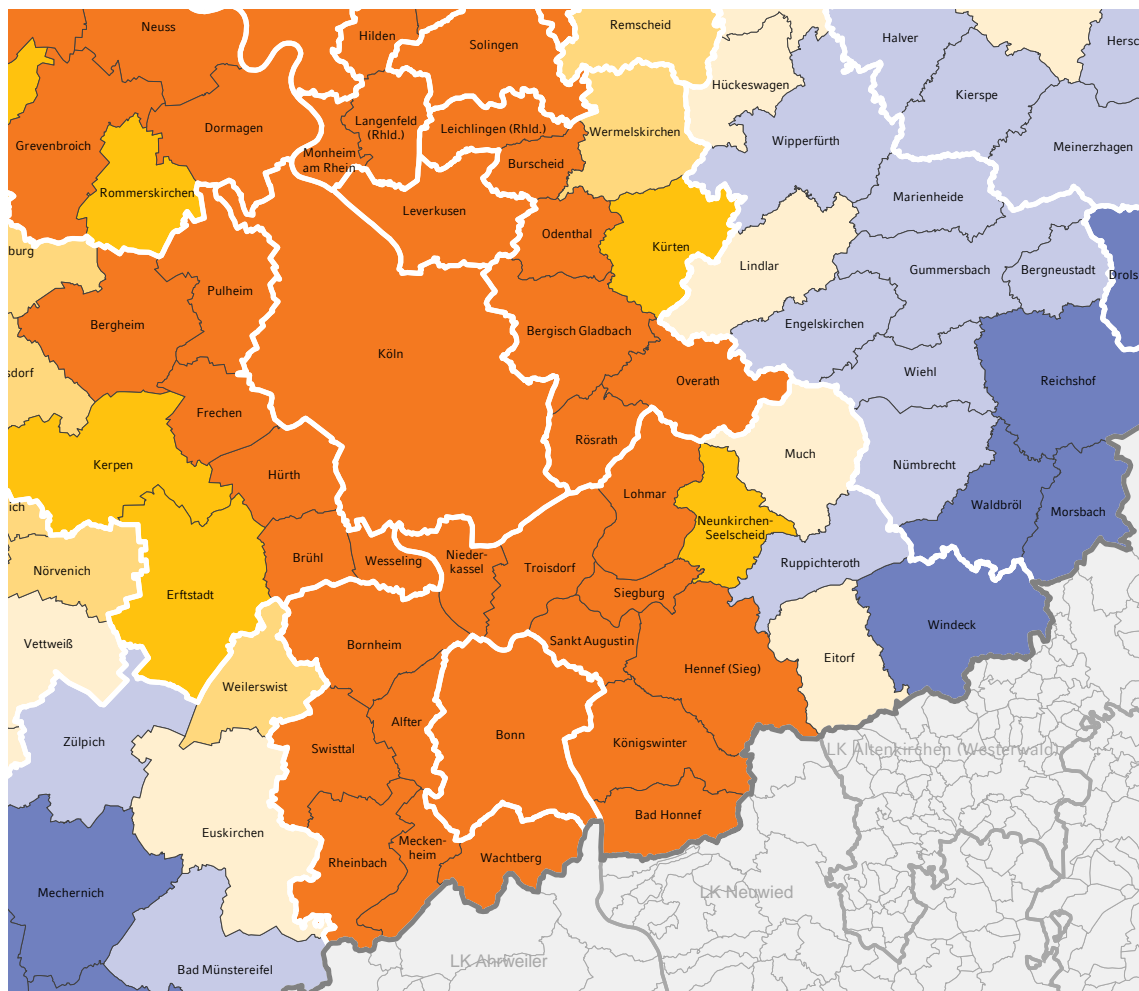 Neuss
Hilden
Solingen
Remscheid
Halver
Hersc
Hückeswagen
Kierspe
Langenfeld
(Rhld.)
Leichlingen (Rhld.)
Wermelskirchen
Dormagen
Grevenbroich
Wipperfürth
Meinerzhagen
Monheim
am Rhein
Burscheid
Rommerskirchen
Marienheide
Leverkusen
Odenthal
Kürten
burg
Lindlar
Gummersbach
Bergneustadt
Drols
Pulheim
Bergheim
Bergisch Gladbach
Engelskirchen
Köln
sdorf
Overath
Wiehl
Reichshof
Frechen
Rösrath
Much
Kerpen
Hürth
Nümbrecht
Lohmar
ich
Waldbröl
Morsbach
Neunkirchen-
Seelscheid
Nörvenich
Brühl
Wesseling
Nieder-
kassel
Troisdorf
Ruppichteroth
Erftstadt
Siegburg
Windeck
Vettweiß
Bornheim
Sankt Augustin
Hennef (Sieg)
Eitorf
Weilerswist
Zülpich
Swisttal
Alfter
Bonn
Königswinter
LK Altenkirchen (Westerwald)
Euskirchen
Bad Honnef
Rheinbach
Mecken-
heim
Wachtberg
Mechernich
LK Neuwied
Bad Münstereifel
LK Ahrweiler